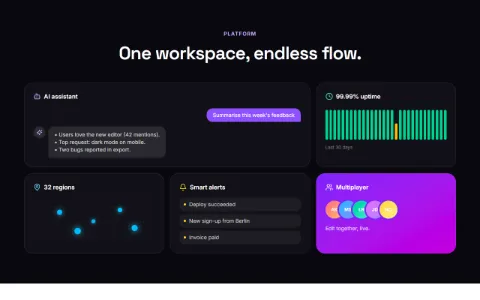 PLATFORM
One workspace, endless flow.
AI assistant
Summarise this week's feedback
• Users love the new editor (42 mentions).
• Top request: dark mode on mobile.
• Two bugs reported in export.
99.99% uptime
Last 30 days
32 regions
Smart alerts
Deploy succeeded
New sign-up from Berlin
Invoice paid
Multiplayer
Edit together, live.